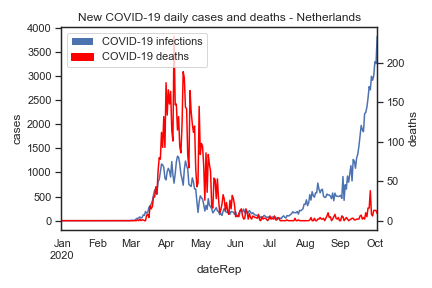 New COVID-19 daily cases and deaths - Netherlands
COVID-19 infections
COVID-19 deaths
4000
3500
3000
2500
2000
1500
1000
500
0
cases
200
150
100
50
0
deaths
Jan Feb Mar Apr May Jun Jul Aug Sep Oct
2020
dateRep